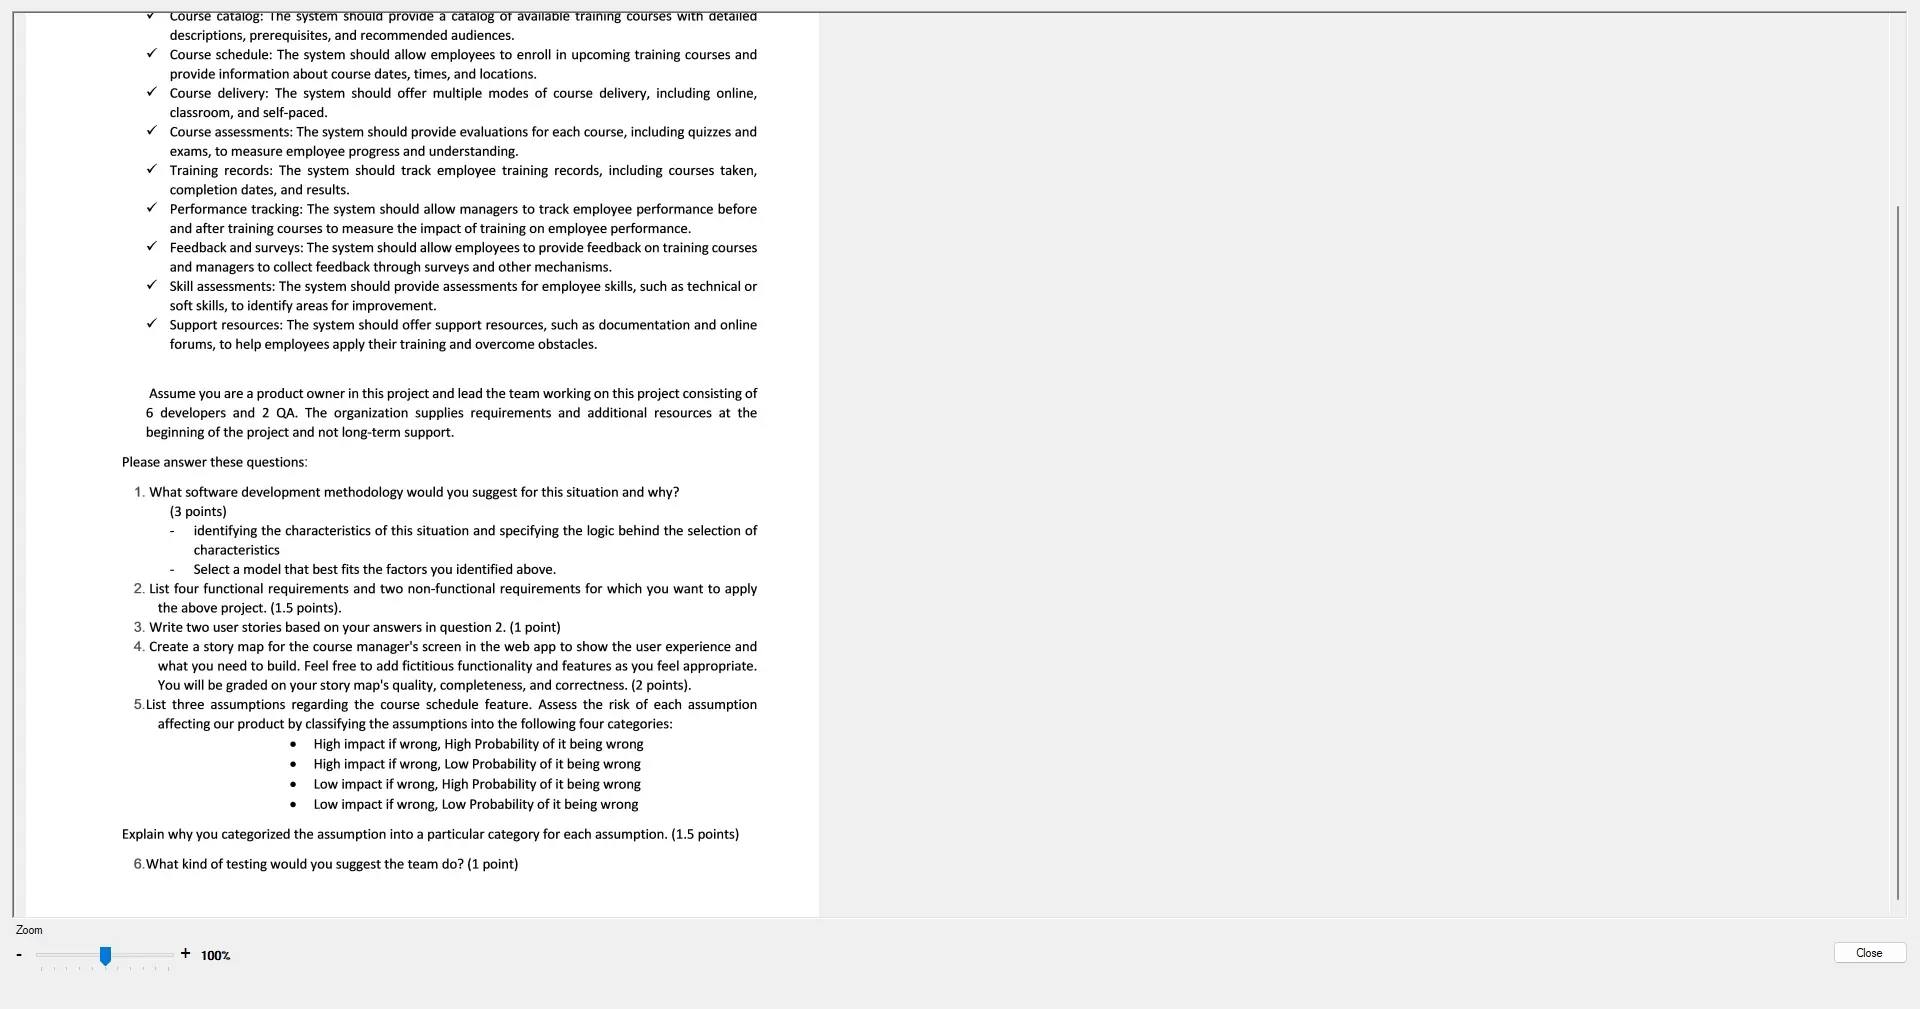 ✓ Course catalog: The system should provide a catalog of available training courses with detailed
descriptions, prerequisites, and recommended audiences.
✓ Course schedule: The system should allow employees to enroll in upcoming training courses and
provide information about course dates, times, and locations.
✓ Course delivery: The system should offer multiple modes of course delivery, including online,
classroom, and self-paced.
✓ Course assessments: The system should provide evaluations for each course, including quizzes and
exams, to measure employee progress and understanding.
✓ Training records: The system should track employee training records, including courses taken,
completion dates, and results.
✓ Performance tracking: The system should allow managers to track employee performance before
and after training courses to measure the impact of training on employee performance.
✓ Feedback and surveys: The system should allow employees to provide feedback on training courses
and managers to collect feedback through surveys and other mechanisms.
✓ Skill assessments: The system should provide assessments for employee skills, such as technical or
soft skills, to identify areas for improvement.
✓ Support resources: The system should offer support resources, such as documentation and online
forums, to help employees apply their training and overcome obstacles.
Assume you are a product owner in this project and lead the team working on this project consisting of
6 developers and 2 QA. The organization supplies requirements and additional resources at the
beginning of the project and not long-term support.
Please answer these questions:
1. What software development methodology would you suggest for this situation and why?
(3 points)
- identifying the characteristics of this situation and specifying the logic behind the selection of
characteristics
- Select a model that best fits the factors you identified above.
2. List four functional requirements and two non-functional requirements for which you want to apply
the above project. (1.5 points).
3. Write two user stories based on your answers in question 2. (1 point)
4. Create a story map for the course manager's screen in the web app to show the user experience and
what you need to build. Feel free to add fictitious functionality and features as you feel appropriate.
You will be graded on your story map's quality, completeness, and correctness. (2 points).
5.List three assumptions regarding the course schedule feature. Assess the risk of each assumption
affecting our product by classifying the assumptions into the following four categories:
• High impact if wrong, High Probability of it being wrong
• High impact if wrong, Low Probability of it being wrong
• Low impact if wrong, High Probability of it being wrong
• Low impact if wrong, Low Probability of it being wrong
Explain why you categorized the assumption into a particular category for each assumption. (1.5 points)
6.What kind of testing would you suggest the team do? (1 point)
Zoom
- + 100%
Close